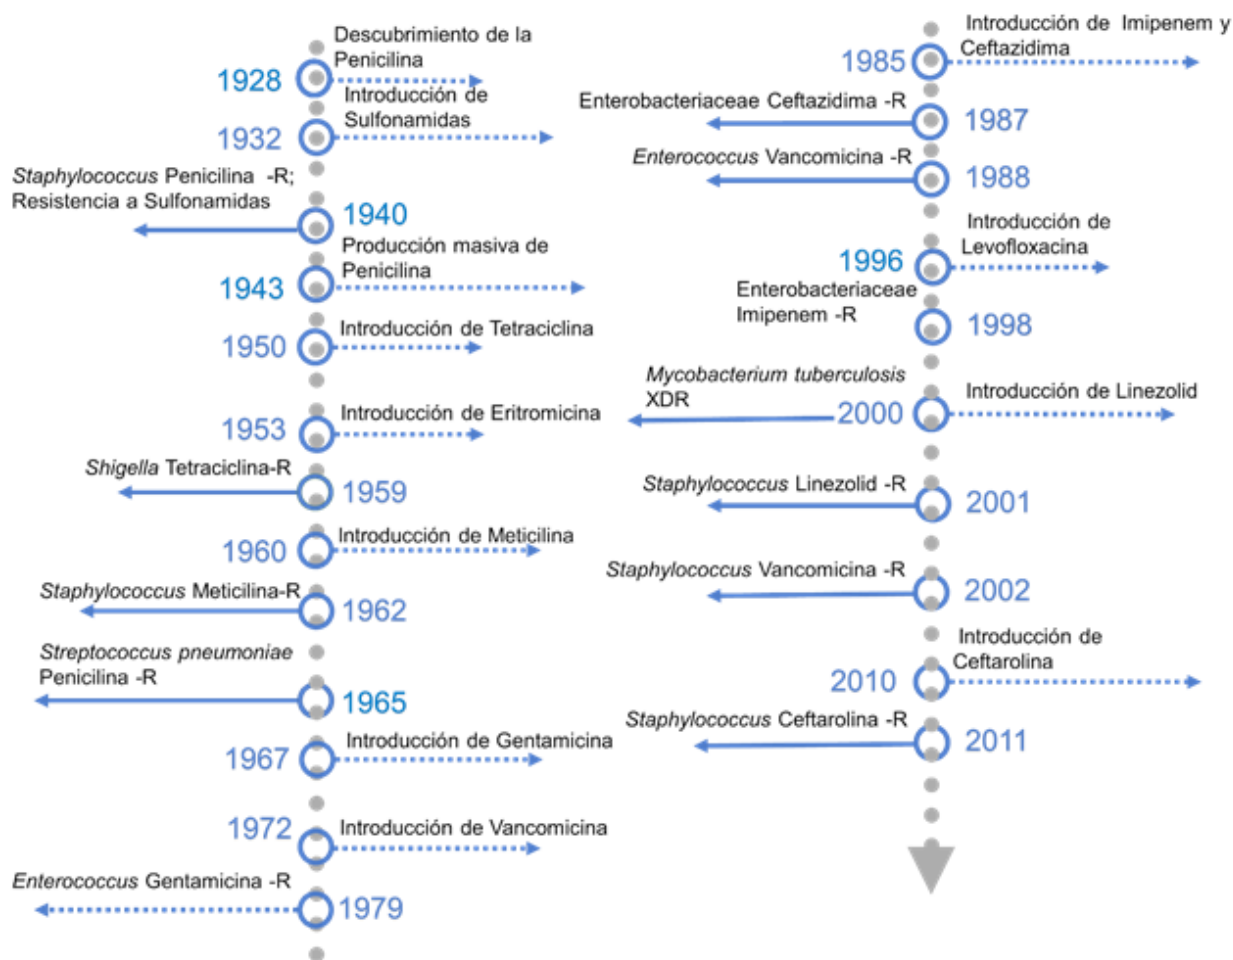 Descubrimiento de la
Penicilina
1928
Introducción de
Sulfonamidas
1932
Staphylococcus Penicilina -R;
Resistencia a Sulfonamidas
1940
Producción masiva de
Penicilina
1943
Introducción de Tetraciclina
1950
Introducción de Eritromicina
1953
Shigella Tetraciclina-R
1959
Introducción de Meticilina
1960
Staphylococcus Meticilina-R
1962
Streptococcus pneumoniae
Penicilina -R
1965
Introducción de Gentamicina
1967
Introducción de Vancomicina
1972
Enterococcus Gentamicina -R
1979
Introducción de Imipenem y
Ceftazidima
1985
Enterobacteriaceae Ceftazidima -R
1987
Enterococcus Vancomicina -R
1988
Introducción de
Levofloxacina
1996
Enterobacteriaceae
Imipenem -R
1998
Mycobacterium tuberculosis
XDR
2000
Introducción de Linezolid
Staphylococcus Linezolid -R
2001
Staphylococcus Vancomicina -R
2002
Introducción de
Ceftarolina
2010
Staphylococcus Ceftarolina -R
2011